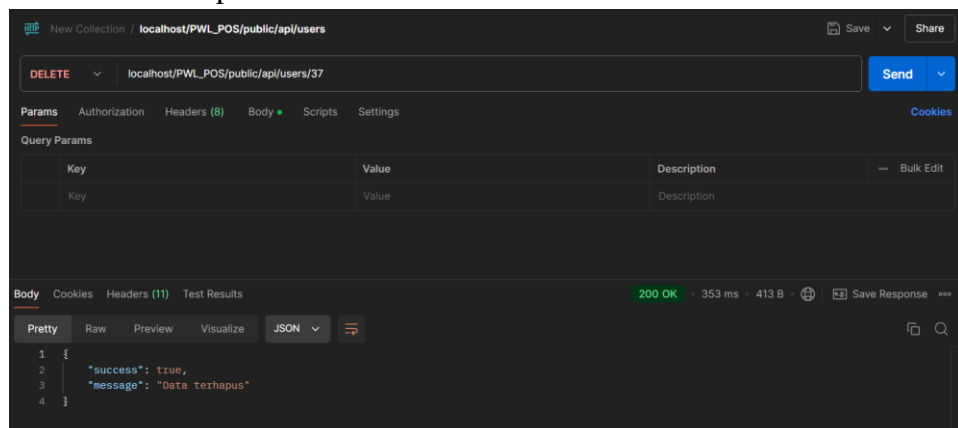 HTTP New Collection / localhost/PWL_POS/public/api/users Save Share
DELETE localhost/PWL_POS/public/api/users/37 Send
Params Authorization Headers (8) Body Scripts Settings Cookies
Query Params
Key Value Description Bulk Edit
Key Value Description
Body Cookies Headers (11) Test Results 200 OK 353 ms 413 B Save Response
Pretty Raw Preview Visualize JSON
1 {
2 "success": true,
3 "message": "Data terhapus"
4 }